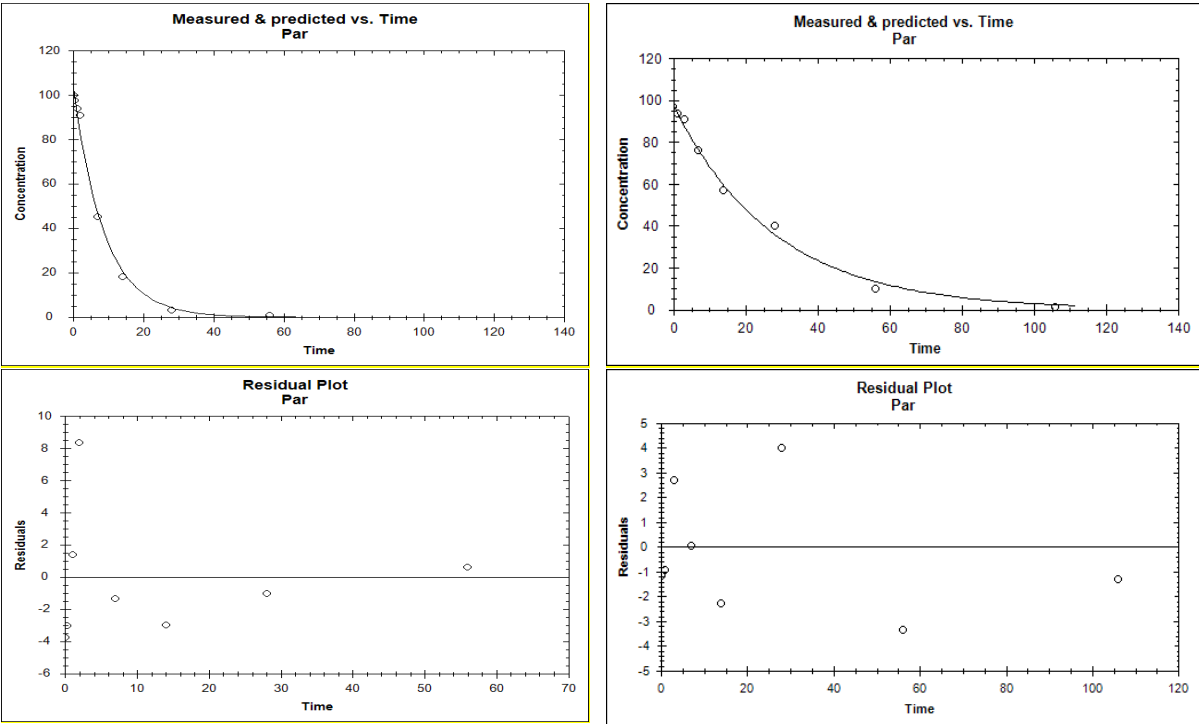 Measured & predicted vs. Time
Par
120
100
80
60
40
20
0
Concentration
0 20 40 60 80 100 120 140
Time
Measured & predicted vs. Time
Par
120
100
80
60
40
20
0
Concentration
0 20 40 60 80 100 120 140
Time
Residual Plot
Par
10
8
6
4
2
0
-2
-4
-6
Residuals
0 10 20 30 40 50 60 70
Time
Residual Plot
Par
5
4
3
2
1
0
-1
-2
-3
-4
-5
Residuals
0 20 40 60 80 100 120
Time